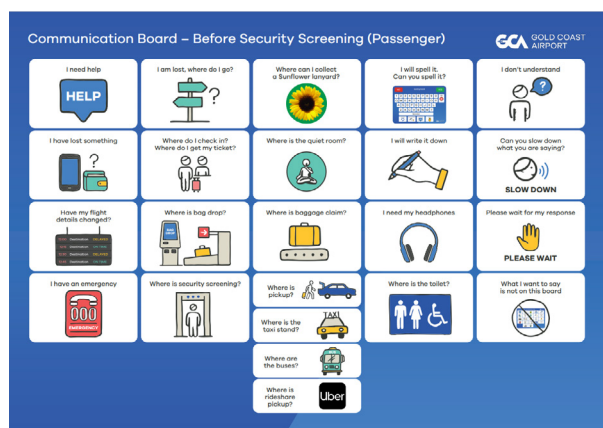 Communication Board – Before Security Screening (Passenger)
GCA GOLD COAST
AIRPORT
I need help
HELP
I am lost, where do I go?
?
Where can I collect
a Sunflower lanyard?
I will spell it.
Can you spell it?
I don't understand
?
I have lost something
?
Where do I check in?
Where do I get my ticket?
Where is the quiet room?
I will write it down
Can you slow down
what you are saying?
SLOW DOWN
Have my flight
details changed?
Where is bag drop?
Where is baggage claim?
I need my headphones
Please wait for my response
PLEASE WAIT
I have an emergency
000
EMERGENCY
Where is security screening?
Where is
pickup?
Where is the
taxi stand?
TAXI
Where are
the buses?
Where is
rideshare
pickup?
Uber
Where is the toilet?
What I want to say
is not on this board